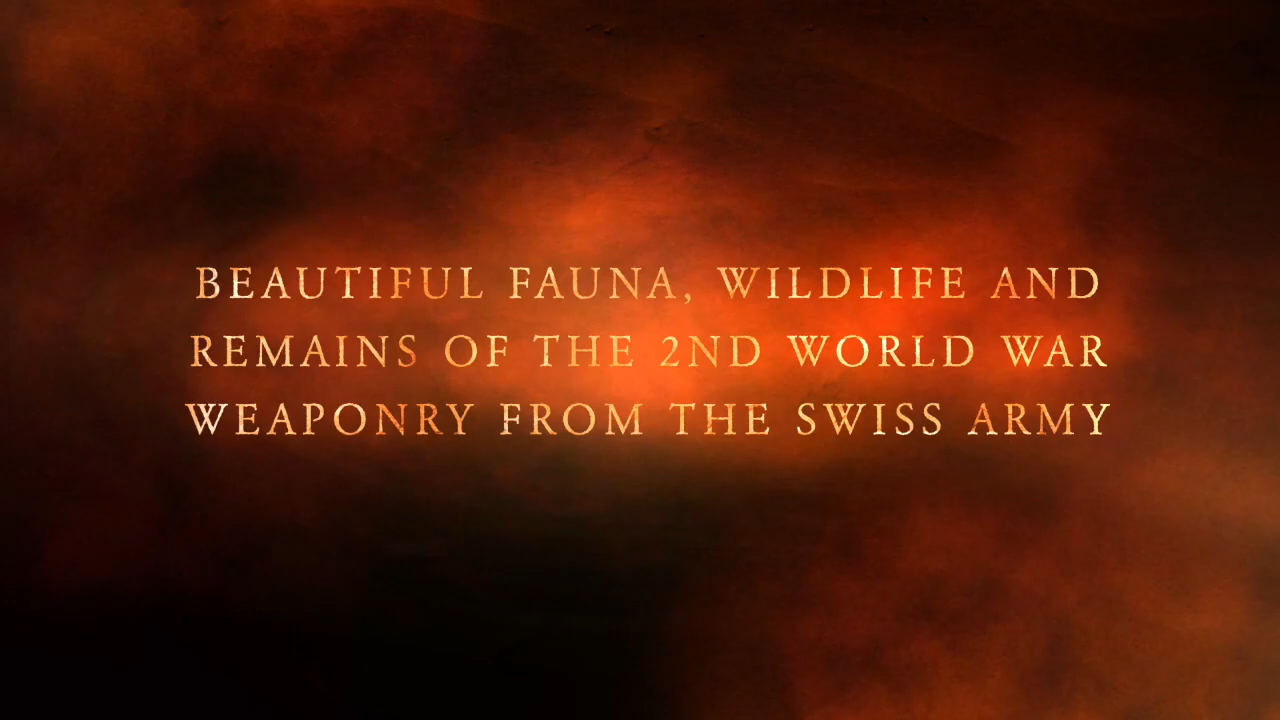 BEAUTIFUL FAUNA, WILDLIFE AND
REMAINS OF THE 2ND WORLD WAR
WEAPONRY FROM THE SWISS ARMY